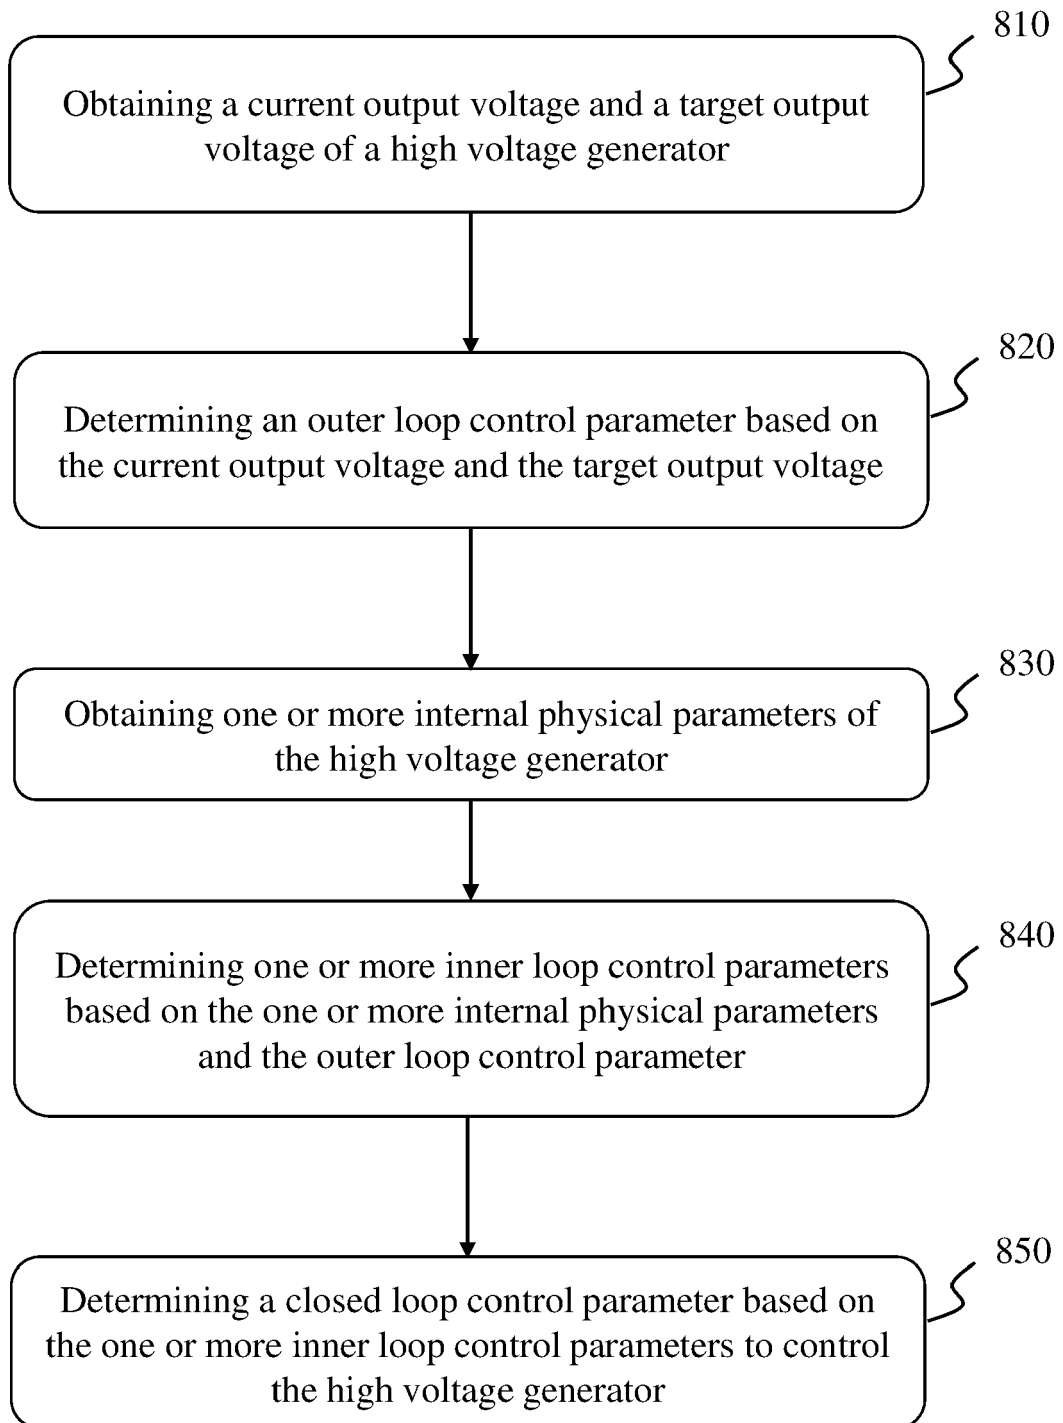 810
Obtaining a current output voltage and a target output
voltage of a high voltage generator
820
Determining an outer loop control parameter based on
the current output voltage and the target output voltage
830
Obtaining one or more internal physical parameters of
the high voltage generator
840
Determining one or more inner loop control parameters
based on the one or more internal physical parameters
and the outer loop control parameter
850
Determining a closed loop control parameter based on
the one or more inner loop control parameters to control
the high voltage generator